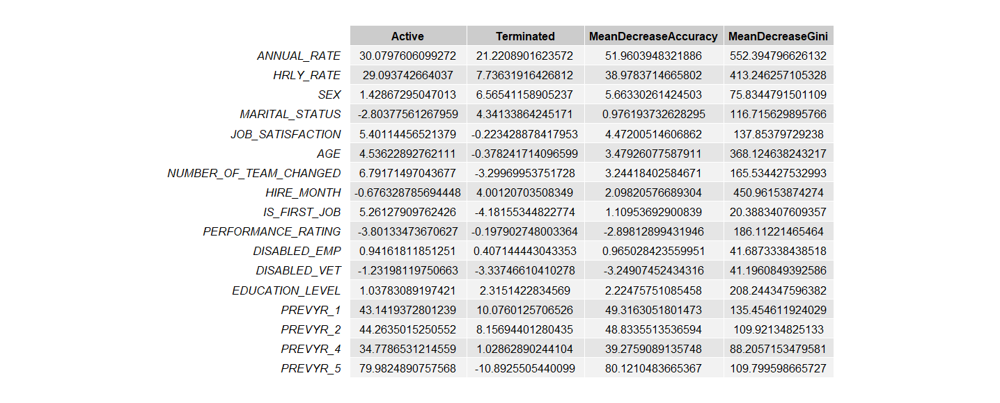 Active Terminated MeanDecreaseAccuracy MeanDecreaseGini
ANNUAL_RATE 30.0797606099272 21.2208901623572 51.9603948321886 552.394796626132
HRLY_RATE 29.093742664037 7.73631916426812 38.9783714665802 413.246257105328
SEX 1.42867295047013 6.56541158905237 5.66330261424503 75.8344791501109
MARITAL_STATUS -2.80377561267959 4.34133864245171 0.976193732628295 116.715629895766
JOB_SATISFACTION 5.40114456521379 -0.223428878417953 4.47200514606862 137.85379729238
AGE 4.53622892762111 -0.378241714096599 3.47926077587911 368.124638243217
NUMBER_OF_TEAM_CHANGED 6.79171497043677 -3.29969953751728 3.24418402584671 165.534427532993
HIRE_MONTH -0.676328785694448 4.00120703508349 2.09820576689304 450.96153874274
IS_FIRST_JOB 5.26127909762426 -4.18155344822774 1.10953692900839 20.3883407609357
PERFORMANCE_RATING -3.80133473670627 -0.197902748003364 -2.89812899431946 186.11221465464
DISABLED_EMP 0.94161811851251 0.407144443043353 0.965028423559951 41.6873338438518
DISABLED_VET -1.23198119750663 -3.33746610410278 -3.24907452434316 41.1960849392586
EDUCATION_LEVEL 1.03783089197421 2.3151422834569 2.22475751085458 208.244347596382
PREVYR_1 43.1419372801239 10.0760125706526 49.3163051801473 135.454611924029
PREVYR_2 44.2635015250552 8.15694401280435 48.8335513536594 109.92134825133
PREVYR_4 34.7786531214559 1.02862890244104 39.2759089135748 88.2057153479581
PREVYR_5 79.9824890757568 -10.8925505440099 80.1210483665367 109.799598665727